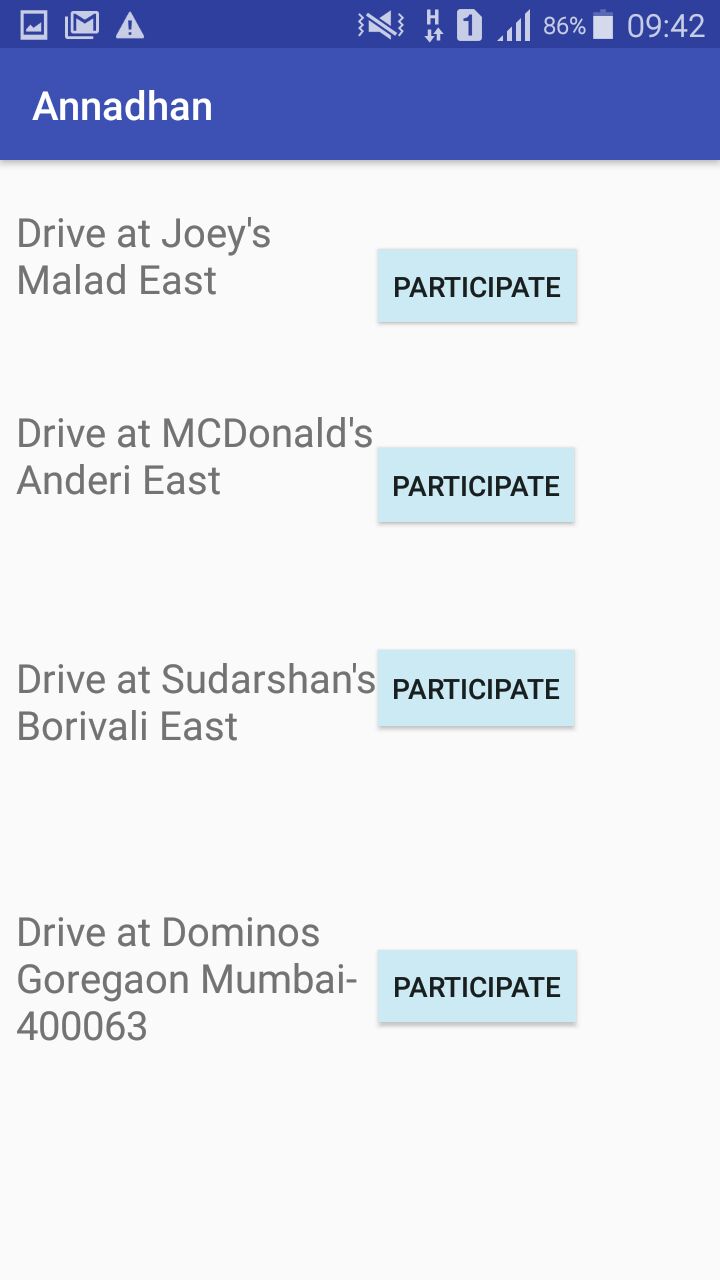 H 1 86% 09:42
Annadhan
Drive at Joey's
Malad East
PARTICIPATE
Drive at MCDonald's
Anderi East
PARTICIPATE
Drive at Sudarshan's
Borivali East
PARTICIPATE
Drive at Dominos
Goregaon Mumbai-
400063
PARTICIPATE